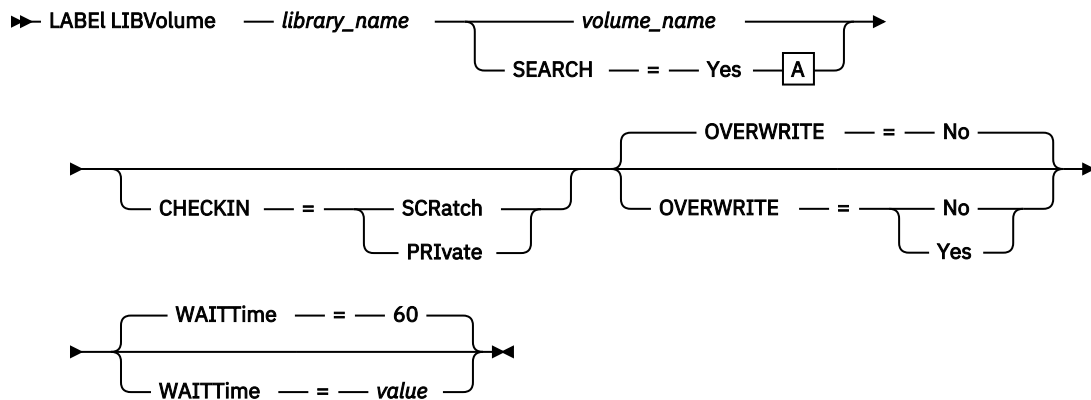 LABEl LIBVolume library_name volume_name
SEARCH = Yes A
OVERWRITE = No
CHECKIN = SCRatch
PRIvate
OVERWRITE = No
Yes
WAITTime = 60
WAITTime = value